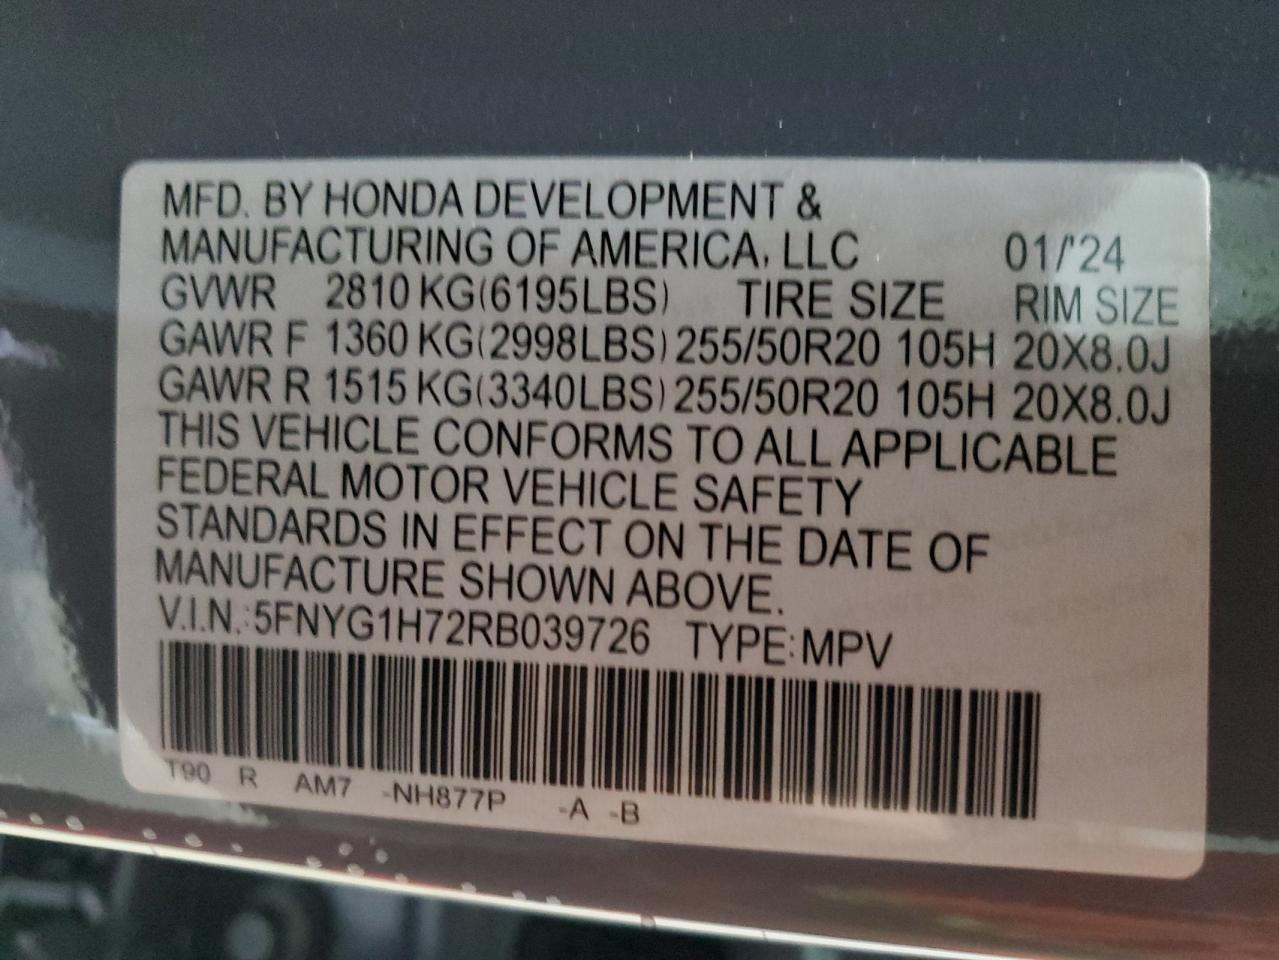 MFD. BY HONDA DEVELOPMENT &
MANUFACTURING OF AMERICA, LLC 01/'24
GVWR 2810 KG(6195LBS) TIRE SIZE RIM SIZE
GAWR F 1360 KG(2998LBS) 255/50R20 105H 20X8.0J
GAWR R 1515 KG(3340LBS) 255/50R20 105H 20X8.0J
THIS VEHICLE CONFORMS TO ALL APPLICABLE
FEDERAL MOTOR VEHICLE SAFETY
STANDARDS IN EFFECT ON THE DATE OF
MANUFACTURE SHOWN ABOVE.
V.I.N.:5FNYG1H72RB039726 TYPE:MPV
T90 R AM7 -NH877P -A -B